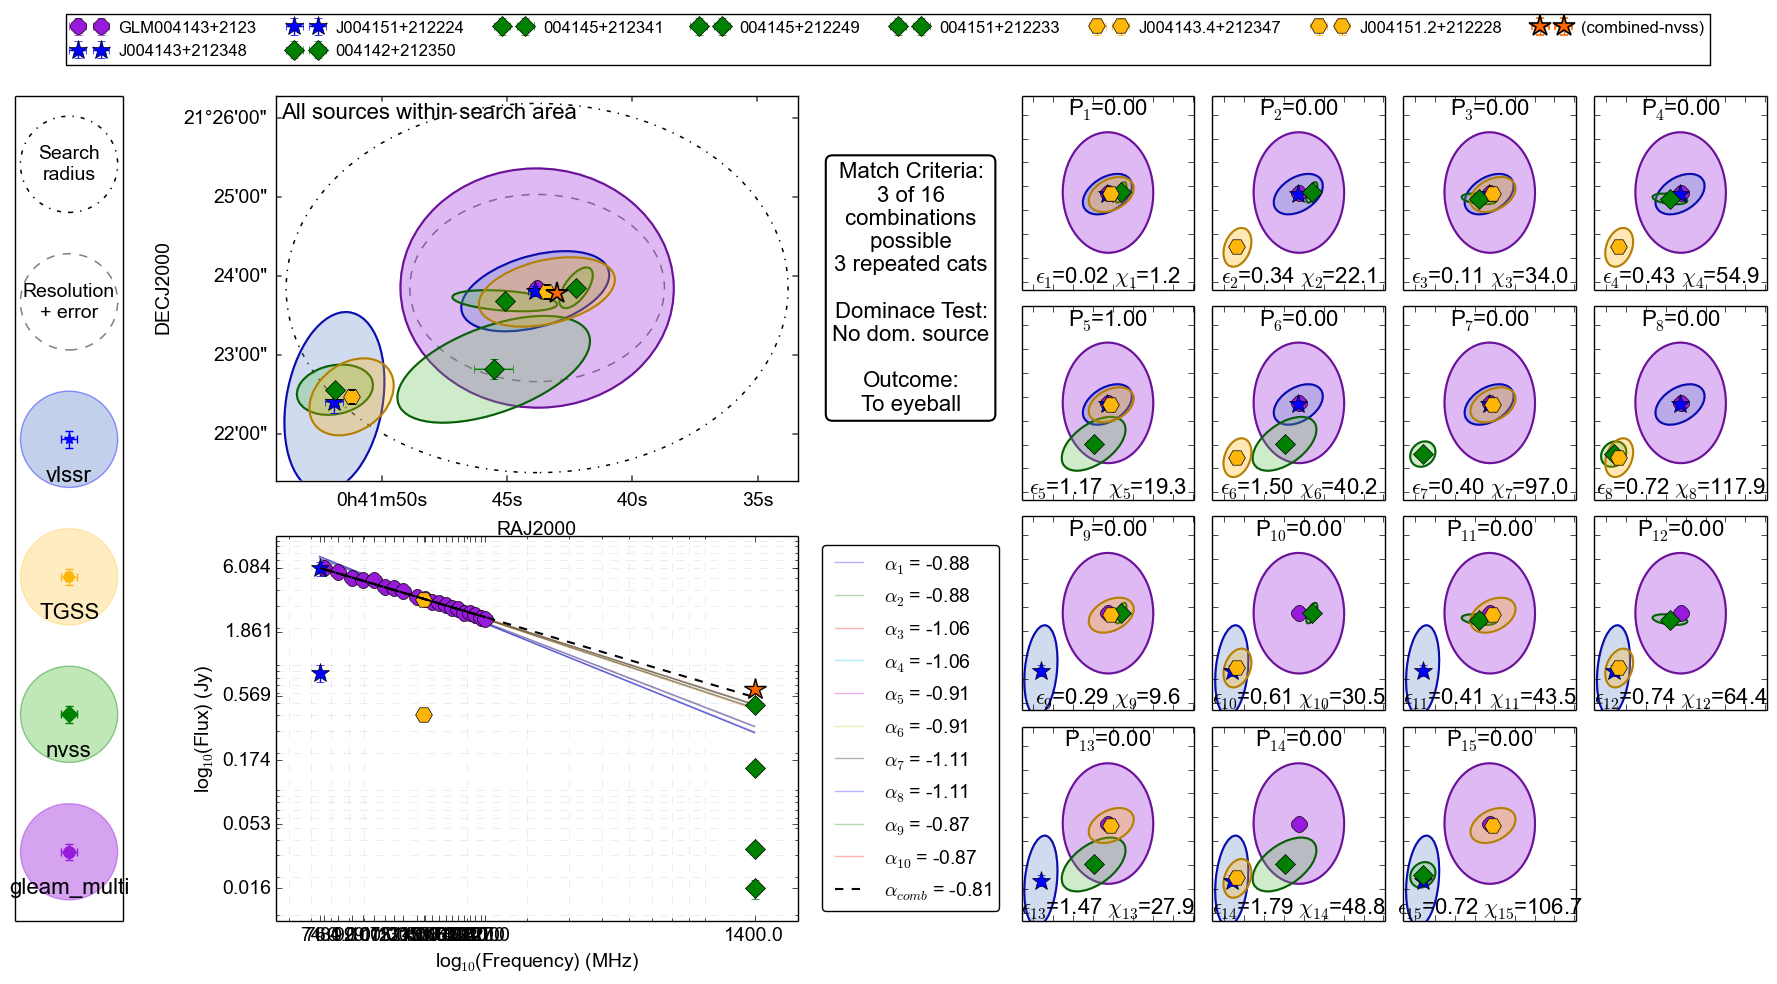 GLM004143+2123
J004151+212224
004145+212341
004145+212249
004151+212233
J004143.4+212347
J004151.2+212228
(combined-nvss)
J004143+212348
004142+212350
Search
radius
Resolution
+ error
vlssr
TGSS
nvss
gleam_multi
All sources within search area
21°26'00"
25'00"
24'00"
23'00"
22'00"
DECJ2000
0h41m50s
45s
40s
35s
RAJ2000
Match Criteria:
3 of 16
combinations
possible
3 repeated cats
Dominace Test:
No dom. source
Outcome:
To eyeball
6.084
1.861
0.569
0.174
0.053
0.016
log10(Flux) (Jy)
1400.0
log10(Frequency) (MHz)
α1 = -0.88
α2 = -0.88
α3 = -1.06
α4 = -1.06
α5 = -0.91
α6 = -0.91
α7 = -1.11
α8 = -1.11
α9 = -0.87
α10 = -0.87
αcomb = -0.81
P1=0.00
ϵ1=0.02 χ1=1.2
P2=0.00
ϵ2=0.34 χ2=22.1
P3=0.00
ϵ3=0.11 χ3=34.0
P4=0.00
ϵ4=0.43 χ4=54.9
P5=1.00
ϵ5=1.17 χ5=19.3
P6=0.00
ϵ6=1.50 χ6=40.2
P7=0.00
ϵ7=0.40 χ7=97.0
P8=0.00
ϵ8=0.72 χ8=117.9
P9=0.00
ϵ9=0.29 χ9=9.6
P10=0.00
ϵ10=0.61 χ10=30.5
P11=0.00
ϵ11=0.41 χ11=43.5
P12=0.00
ϵ12=0.74 χ12=64.4
P13=0.00
ϵ13=1.47 χ13=27.9
P14=0.00
ϵ14=1.79 χ14=48.8
P15=0.00
ϵ15=0.72 χ15=106.7